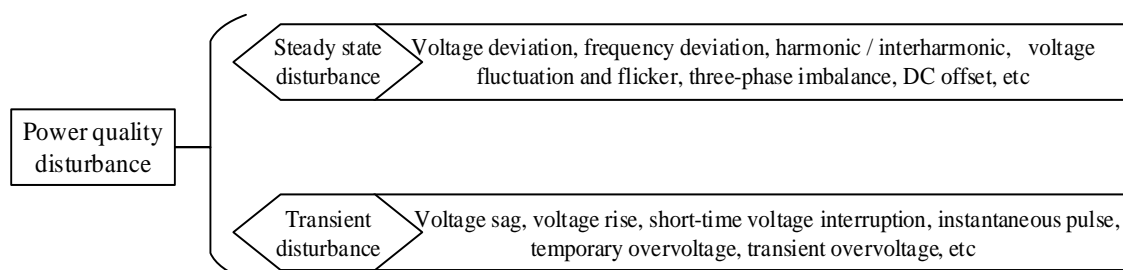 Steady state
disturbance
Voltage deviation, frequency deviation, harmonic / interharmonic, voltage
fluctuation and flicker, three-phase imbalance, DC offset, etc
Power quality
disturbance
Transient
disturbance
Voltage sag, voltage rise, short-time voltage interruption, instantaneous pulse,
temporary overvoltage, transient overvoltage, etc